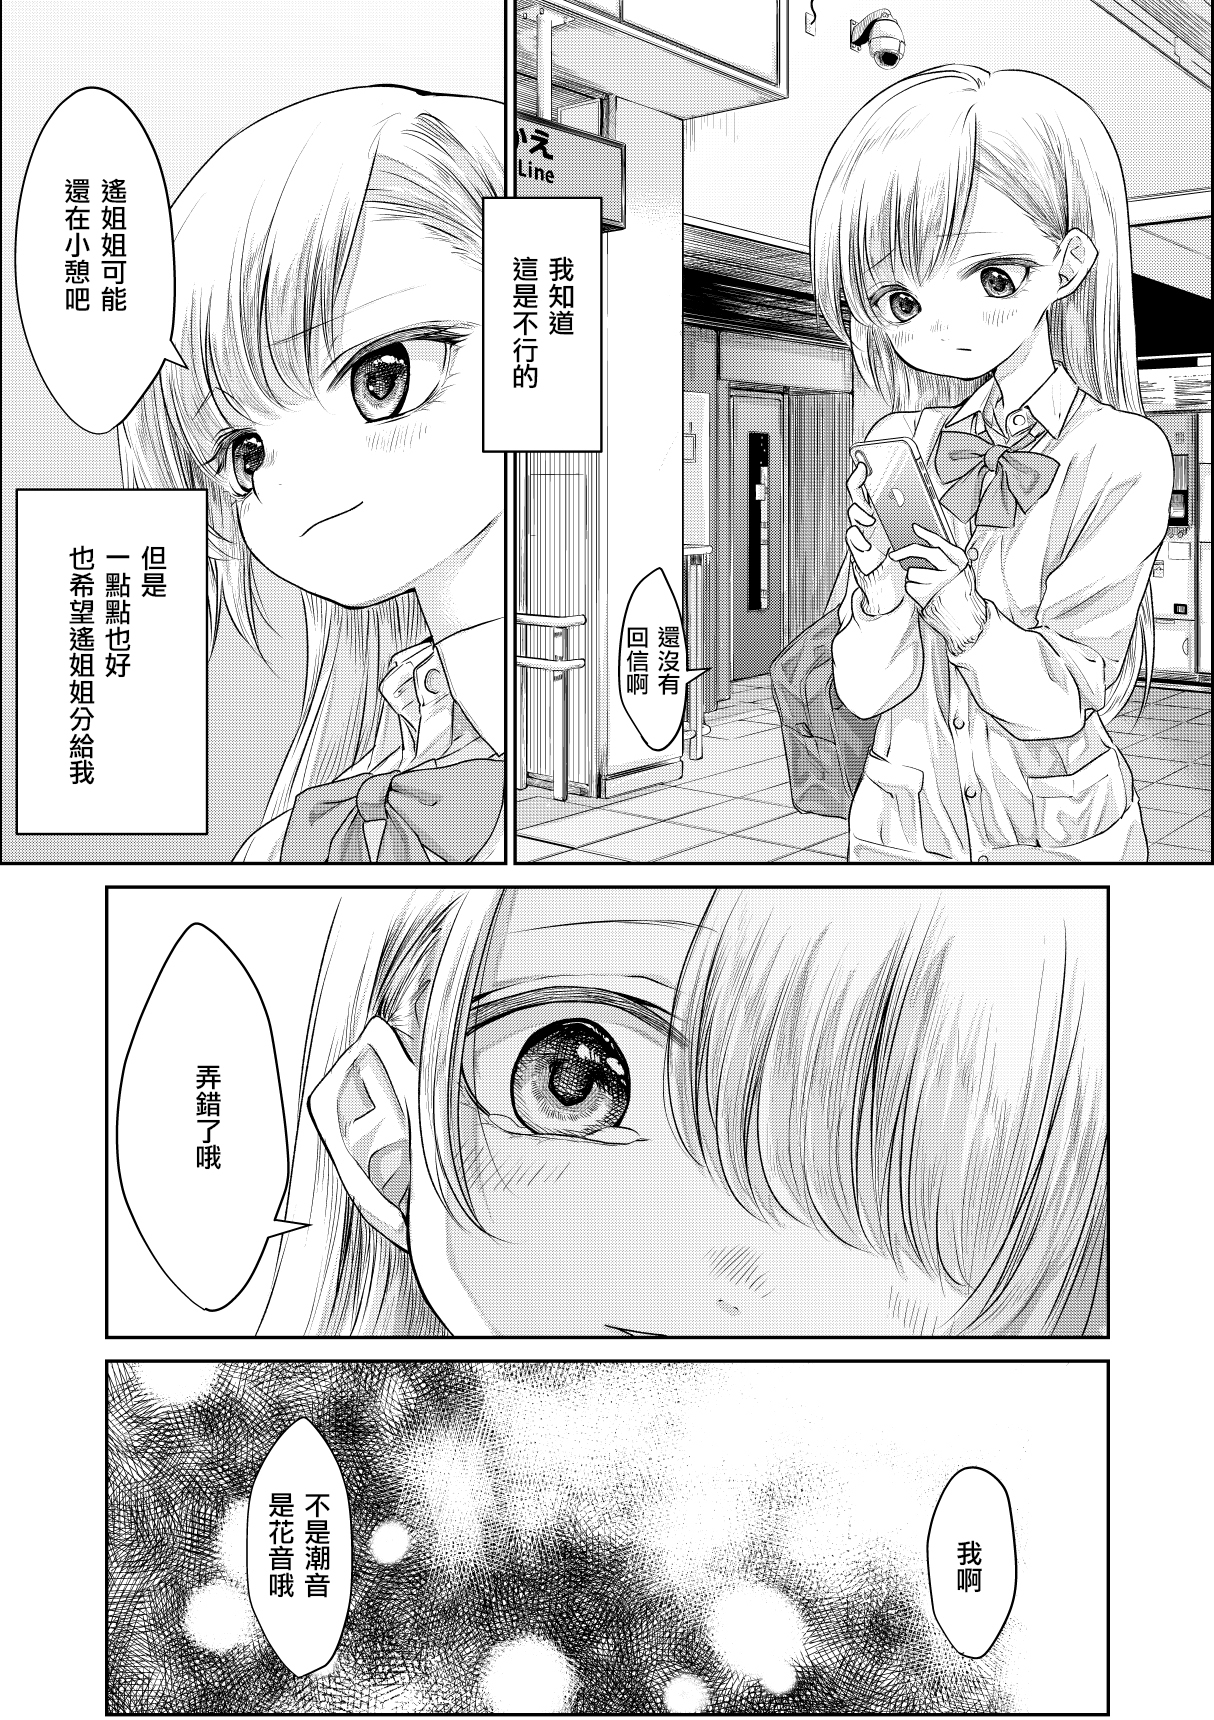 かえ
Line
還沒有
回信啊
我知道
這是不行的
遙姐姐可能
還在小憩吧
但是
一點點也好
也希望遙姐姐分給我
弄錯了哦
我啊
不是潮音
是花音哦